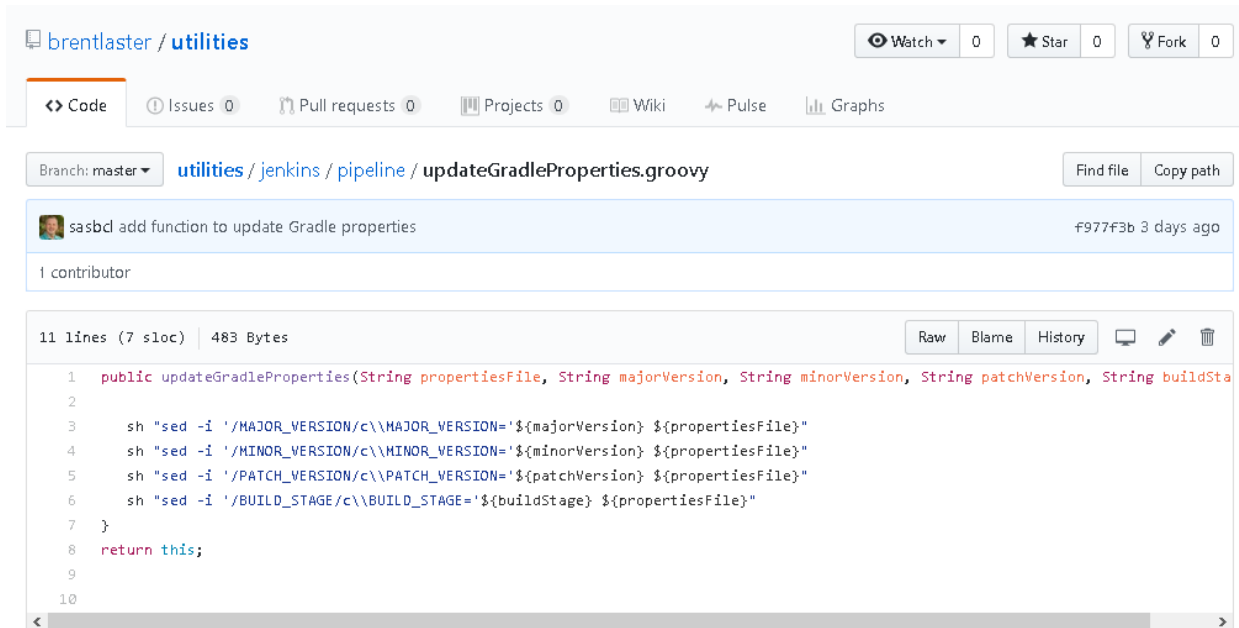 brentlaster / utilities
Watch 0 Star 0 Fork 0
Code Issues 0 Pull requests 0 Projects 0 Wiki Pulse Graphs
Branch: master utilities / jenkins / pipeline / updateGradleProperties.groovy Find file Copy path
sasbcl add function to update Gradle properties f977f3b 3 days ago
1 contributor
11 lines (7 sloc) 483 Bytes Raw Blame History
1 public updateGradleProperties(String propertiesFile, String majorVersion, String minorVersion, String patchVersion, String buildSta
2
3 sh "sed -i '/MAJOR_VERSION/c\\MAJOR_VERSION='${majorVersion} ${propertiesFile}"
4 sh "sed -i '/MINOR_VERSION/c\\MINOR_VERSION='${minorVersion} ${propertiesFile}"
5 sh "sed -i '/PATCH_VERSION/c\\PATCH_VERSION='${patchVersion} ${propertiesFile}"
6 sh "sed -i '/BUILD_STAGE/c\\BUILD_STAGE='${buildStage} ${propertiesFile}"
7 }
8 return this;
9
10